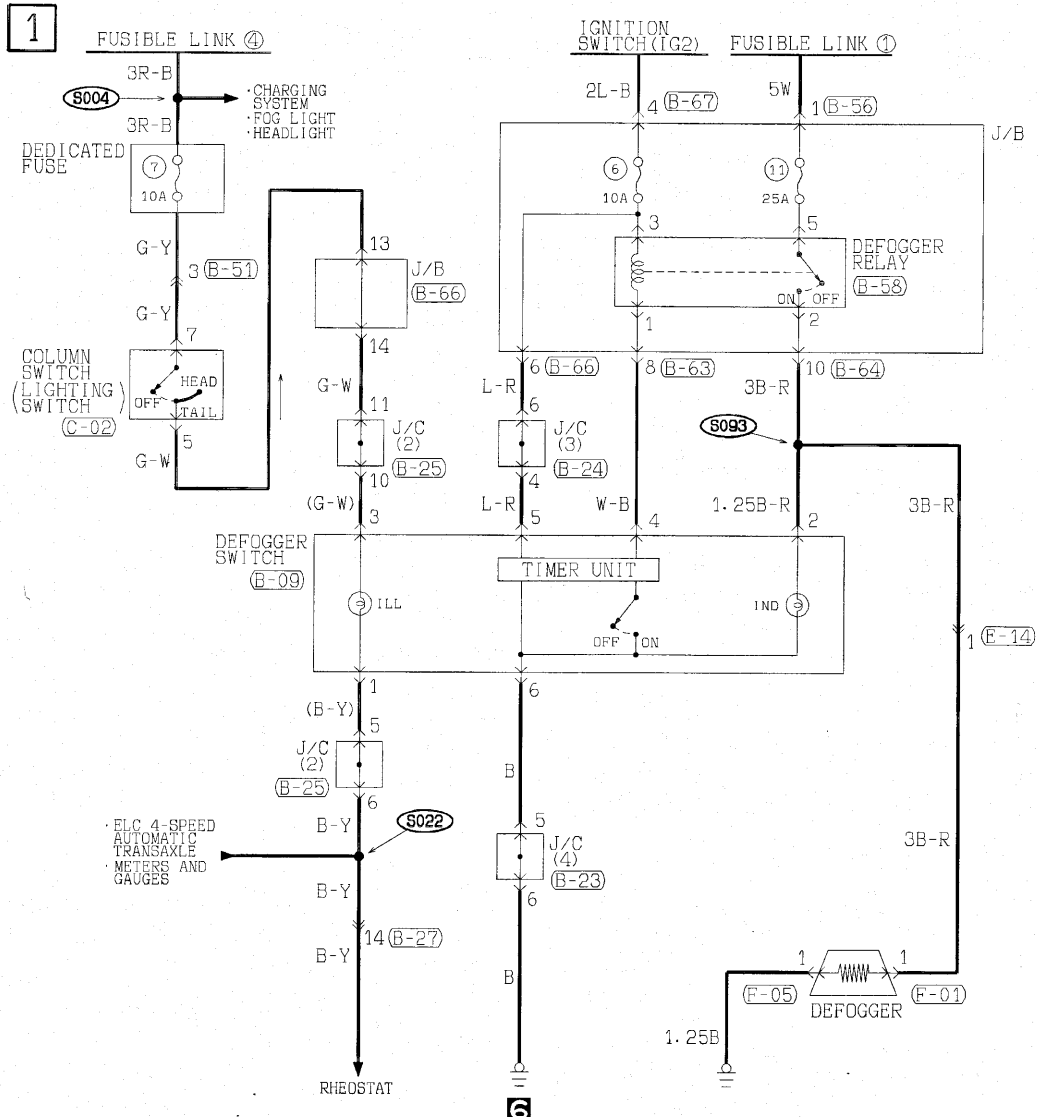 1
FUSIBLE LINK ④
IGNITION
SWITCH(IG2)
FUSIBLE LINK ①
3R-B
S004
·CHARGING
SYSTEM
·FOG LIGHT
·HEADLIGHT
3R-B
2L-B
4 (B-67)
5W
1 (B-56)
J/B
DEDICATED
FUSE
7
10A
6
10A
11
25A
G-Y
3 (B-51)
G-Y
7
13
J/B
(B-66)
14
3
5
DEFOGGER
RELAY
(B-58)
ON OFF
1
2
COLUMN
SWITCH
(LIGHTING
SWITCH)
(C-02)
HEAD
OFF
TAIL
5
G-W
G-W
11
J/C
(2)
(B-25)
10
(G-W)
3
6 (B-66)
8 (B-63)
10 (B-64)
L-R
3B-R
6
J/C
(3)
(B-24)
4
S093
L-R
5
W-B
4
1.25B-R
2
3B-R
DEFOGGER
SWITCH
(B-09)
TIMER UNIT
ILL
OFF ON
IND
1 (E-14)
1
6
(B-Y)
5
J/C
(2)
(B-25)
6
B
B-Y
S022
·ELC 4-SPEED
AUTOMATIC
TRANSAXLE
·METERS AND
GAUGES
5
J/C
(4)
(B-23)
6
3B-R
B-Y
14 (B-27)
B-Y
B
1
1
(F-05)
(F-01)
DEFOGGER
1.25B
RHEOSTAT
6